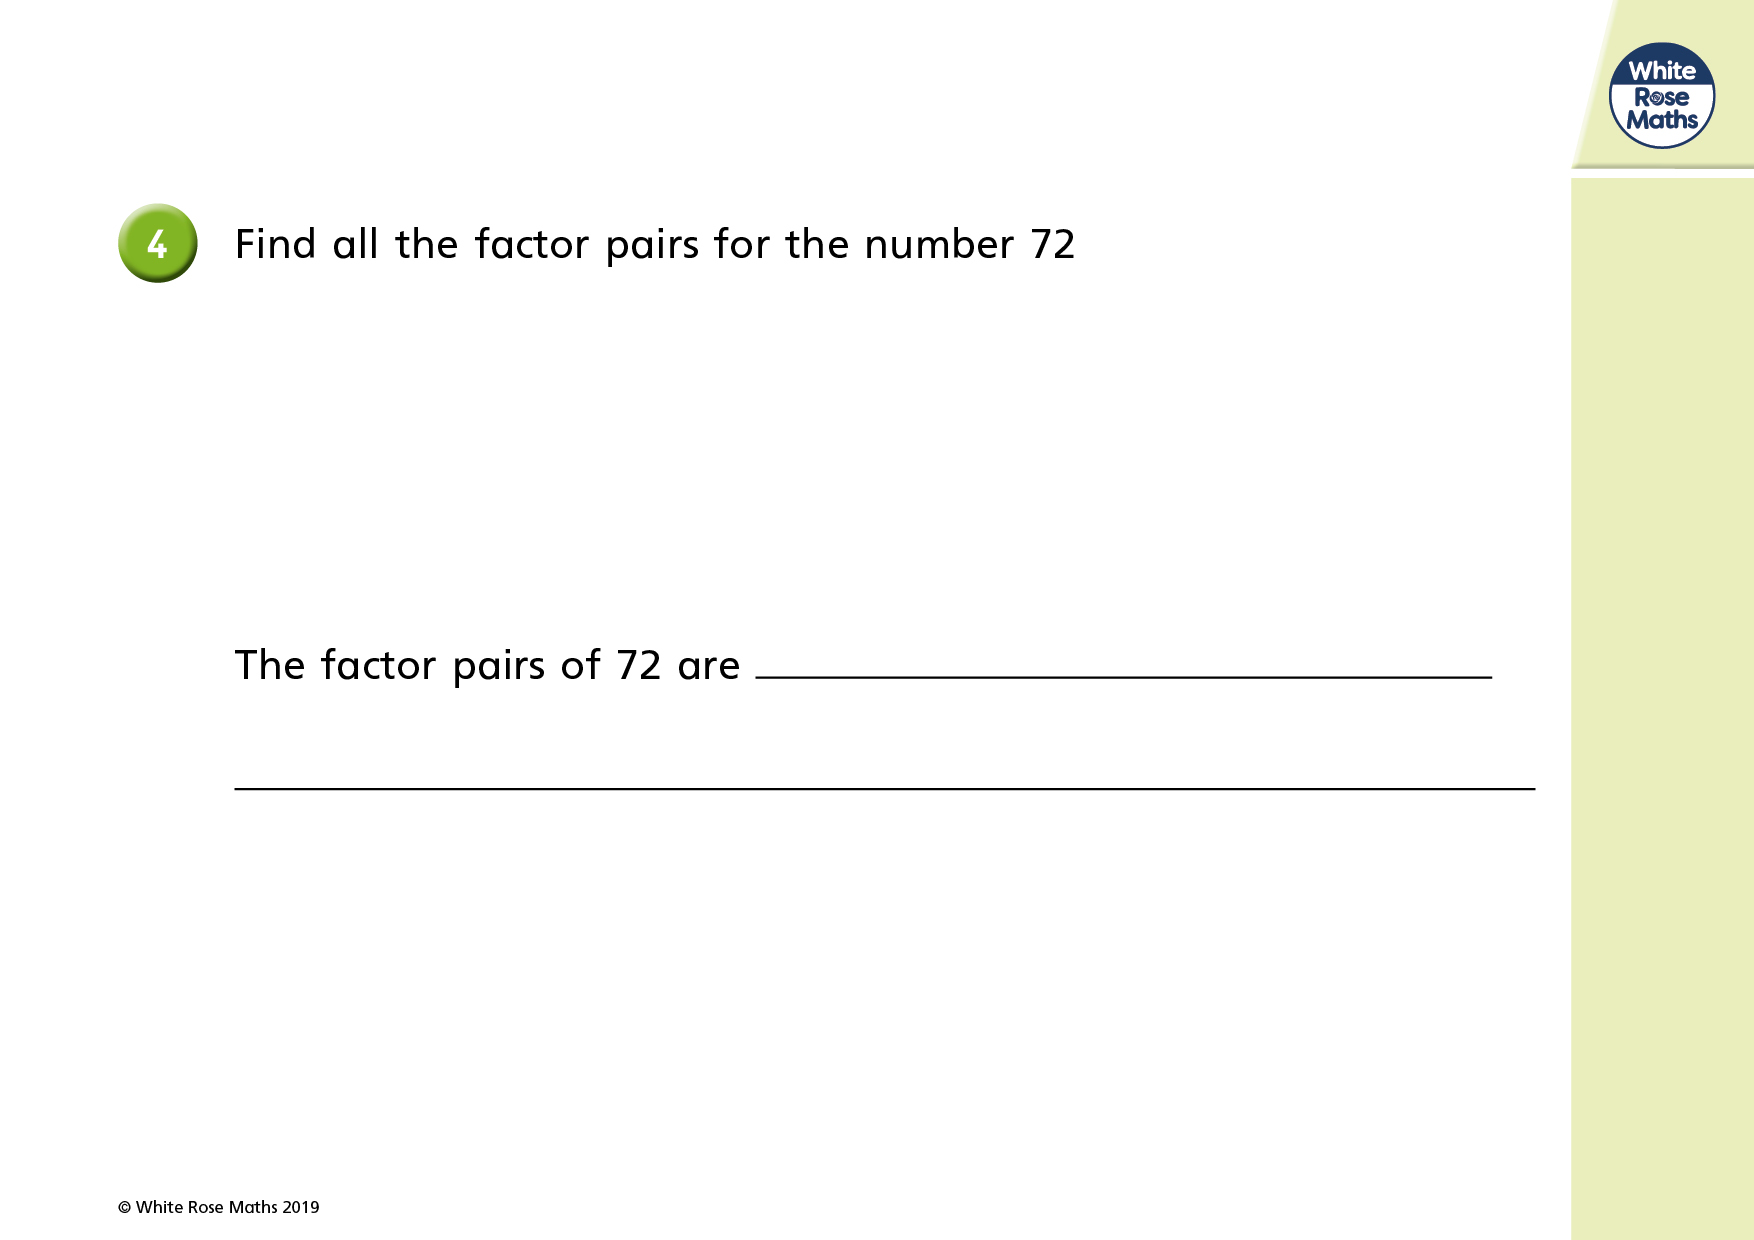 White
Rose
Maths
4 Find all the factor pairs for the number 72
The factor pairs of 72 are
© White Rose Maths 2019